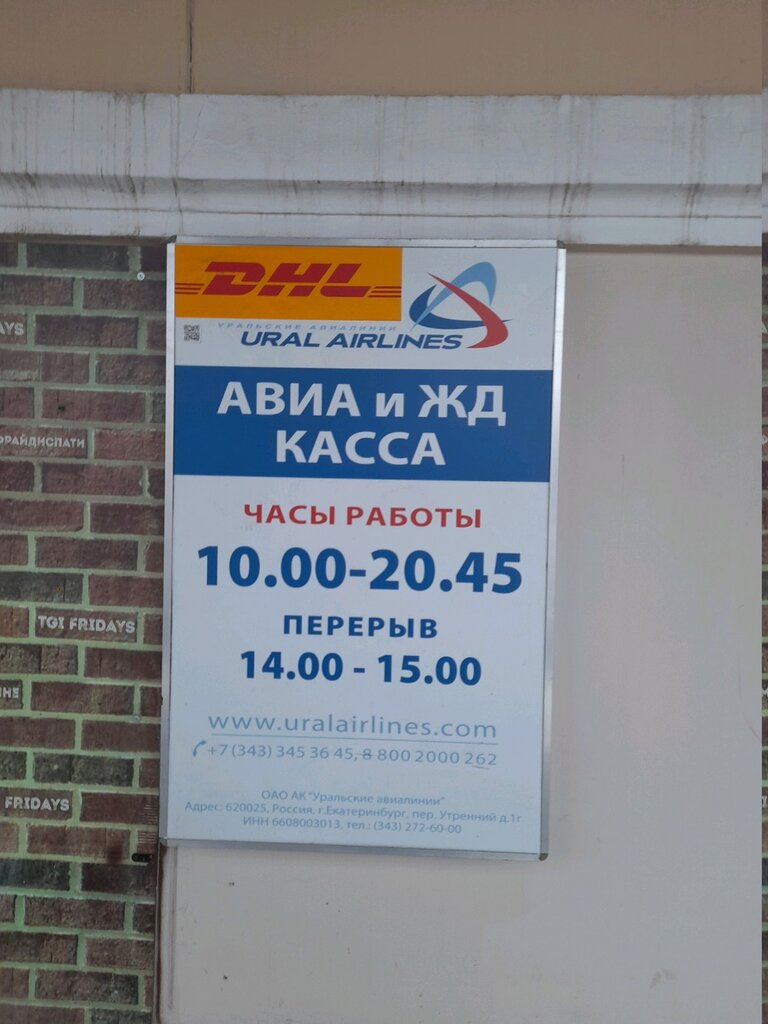 DHL
УРАЛЬСКИЕ АВИАЛИНИИ
URAL AIRLINES
АВИА и ЖД
КАССА
ЧАСЫ РАБОТЫ
10.00-20.45
ПЕРЕРЫВ
14.00 - 15.00
www.uralairlines.com
+7 (343) 345 36 45, 8 800 2000 262
ОАО АК "Уральские авиалинии"
Адрес: 620025, Россия, г.Екатеринбург, пер. Утренний д.1г
ИНН 6608003013, тел.: (343) 272-60-00
TGI FRIDAYS
FRIDAYS